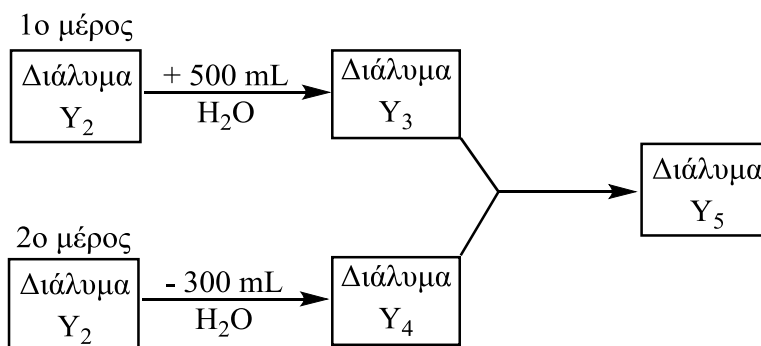 1ο μέρος
Διάλυμα
Υ₂
+ 500 mL
H₂O
Διάλυμα
Υ₃
2ο μέρος
Διάλυμα
Υ₂
- 300 mL
H₂O
Διάλυμα
Υ₄
Διάλυμα
Υ₅